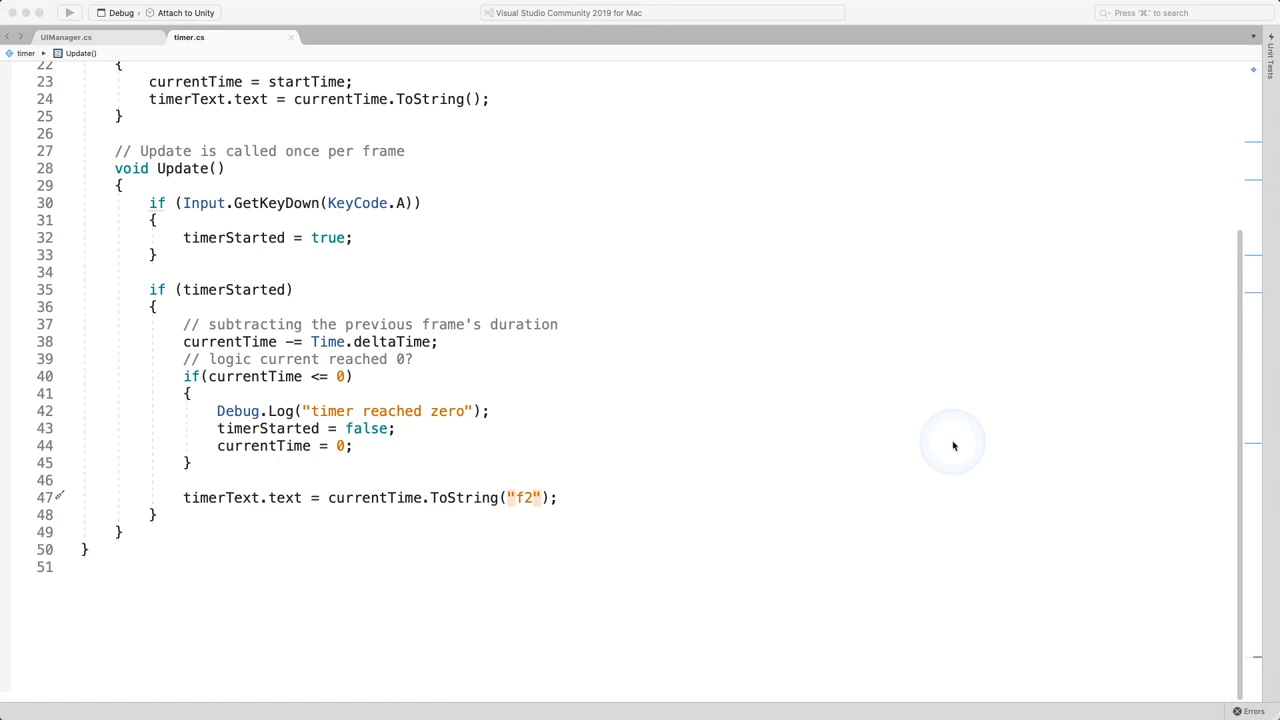 Debug › Attach to Unity
Visual Studio Community 2019 for Mac
Press '⌘.' to search
UIManager.cs
timer.cs
timer ▸ Update()
Unit Tests
22 {
23 currentTime = startTime;
24 timerText.text = currentTime.ToString();
25 }
26
27 // Update is called once per frame
28 void Update()
29 {
30 if (Input.GetKeyDown(KeyCode.A))
31 {
32 timerStarted = true;
33 }
34
35 if (timerStarted)
36 {
37 // subtracting the previous frame's duration
38 currentTime -= Time.deltaTime;
39 // logic current reached 0?
40 if(currentTime <= 0)
41 {
42 Debug.Log("timer reached zero");
43 timerStarted = false;
44 currentTime = 0;
45 }
46
47 timerText.text = currentTime.ToString("f2");
48 }
49 }
50 }
51
Errors